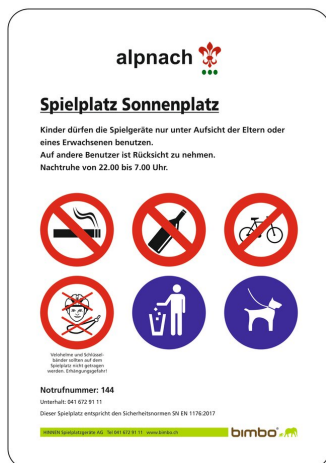 alpnach
Spielplatz Sonnenplatz
Kinder dürfen die Spielgeräte nur unter Aufsicht der Eltern oder
eines Erwachsenen benutzen.
Auf andere Benutzer ist Rücksicht zu nehmen.
Nachtruhe von 22.00 bis 7.00 Uhr.
Velohelme und Schlüssel-
bänder sollten auf dem
Spielplatz nicht getragen
werden. Erhängungsgefahr!
Notrufnummer: 144
Unterhalt: 041 672 91 11
Dieser Spielplatz entspricht den Sicherheitsnormen SN EN 1176:2017
HINNEN Spielplatzgeräte AG Tel 041 672 91 11 www.bimbo.ch
bimbo